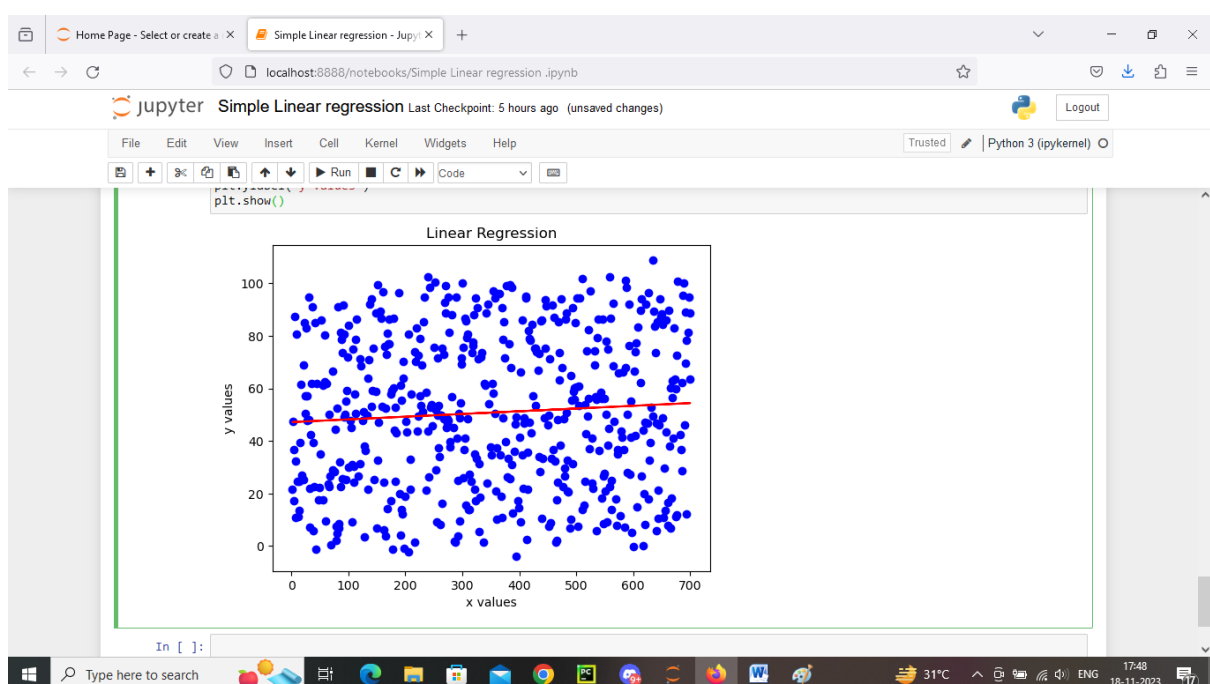 Home Page - Select or create a
Simple Linear regression - Jupyt
localhost:8888/notebooks/Simple Linear regression .ipynb
jupyter Simple Linear regression Last Checkpoint: 5 hours ago (unsaved changes)
Logout
File Edit View Insert Cell Kernel Widgets Help
Trusted Python 3 (ipykernel)
Run Code
plt.show()
Linear Regression
100
80
60
40
20
0
y values
0 100 200 300 400 500 600 700
x values
In [ ]:
Type here to search
PC
W
31°C
ENG
17:48
18-11-2023
17